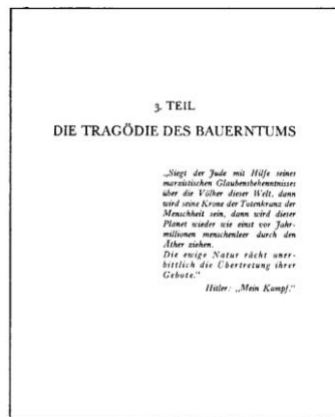 3. TEIL
DIE TRAGÖDIE DES BAUERNTUMS
„Siegt der Jude mit Hilfe seines
marxistischen Glaubensbekenntnisses
über die Völker dieser Welt, dann
wird seine Krone der Totenkranz der
Menschheit sein, dann wird dieser
Planet wieder wie einst vor Jahr-
millionen menschenleer durch den
Äther ziehen.
Die ewige Natur rächt uner-
bittlich die Übertretung ihrer
Gebote.“
Hitler: „Mein Kampf.“